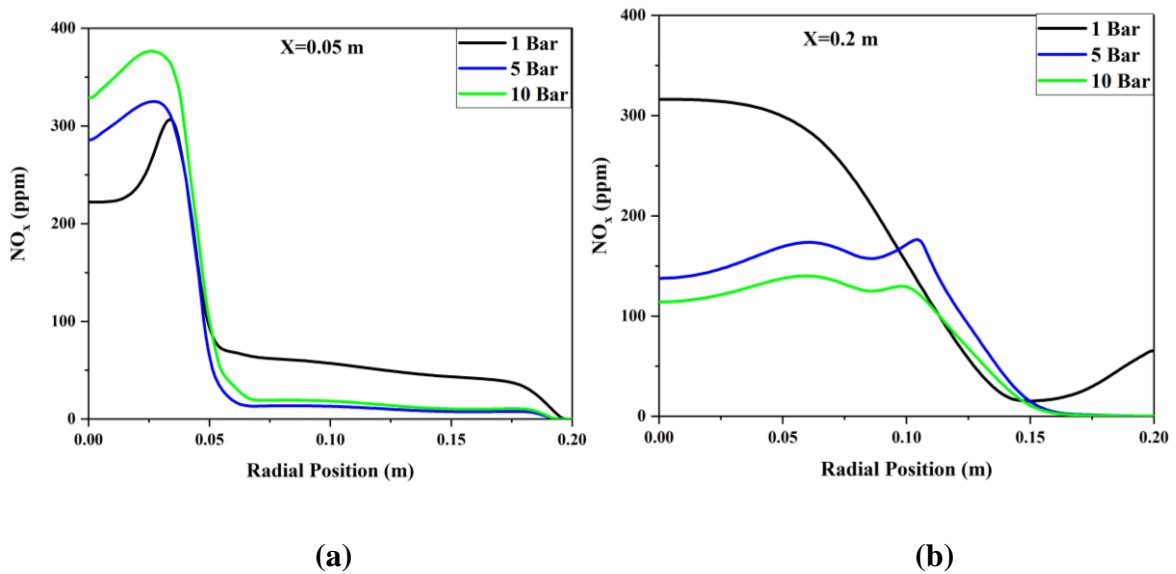 X=0.05 m
1 Bar
5 Bar
10 Bar
400
300
200
100
0
NOx (ppm)
0.00 0.05 0.10 0.15 0.20
Radial Position (m)
(a)
X=0.2 m
1 Bar
5 Bar
10 Bar
400
300
200
100
0
NOx (ppm)
0.00 0.05 0.10 0.15 0.20
Radial Position (m)
(b)